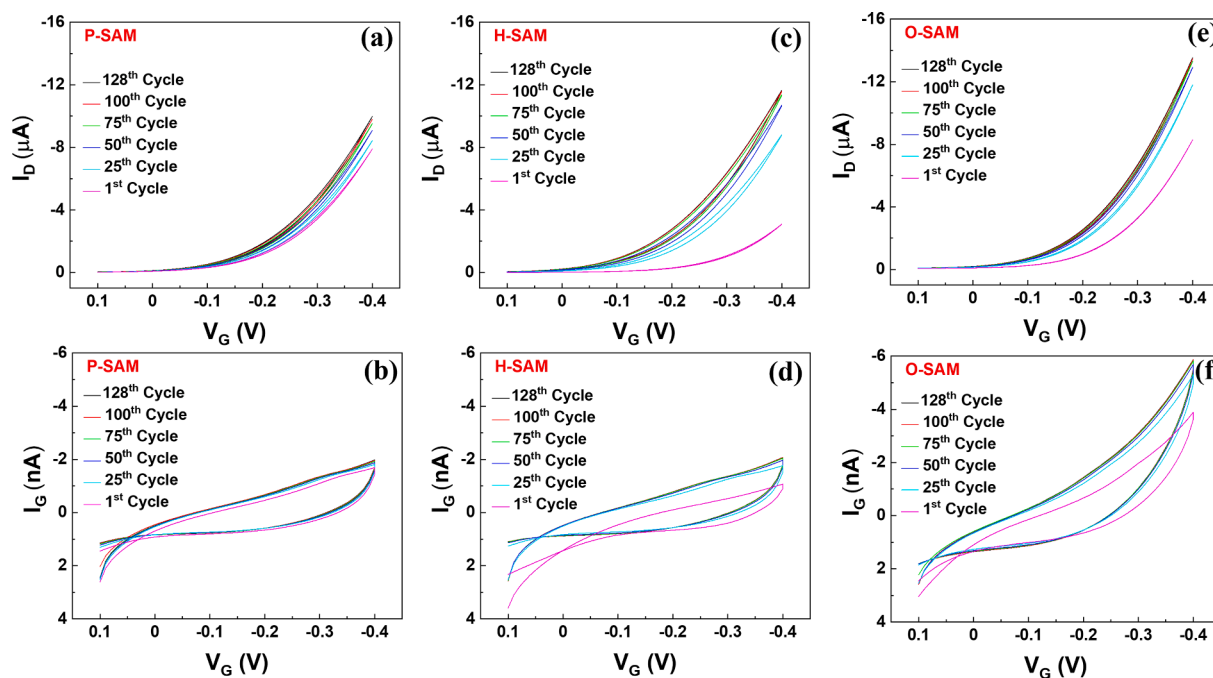 -16
-12
-8
-4
0
I_D (μA)
P-SAM
(a)
128th Cycle
100th Cycle
75th Cycle
50th Cycle
25th Cycle
1st Cycle
0.1 0 -0.1 -0.2 -0.3 -0.4
V_G (V)
-16
-12
-8
-4
0
I_D (μA)
H-SAM
(c)
128th Cycle
100th Cycle
75th Cycle
50th Cycle
25th Cycle
1st Cycle
0.1 0 -0.1 -0.2 -0.3 -0.4
V_G (V)
-16
-12
-8
-4
0
I_D (μA)
O-SAM
(e)
128th Cycle
100th Cycle
75th Cycle
50th Cycle
25th Cycle
1st Cycle
0.1 0 -0.1 -0.2 -0.3 -0.4
V_G (V)
-6
-4
-2
0
2
4
I_G (nA)
P-SAM
(b)
128th Cycle
100th Cycle
75th Cycle
50th Cycle
25th Cycle
1st Cycle
0.1 0 -0.1 -0.2 -0.3 -0.4
V_G (V)
-6
-4
-2
0
2
4
I_G (nA)
H-SAM
(d)
128th Cycle
100th Cycle
75th Cycle
50th Cycle
25th Cycle
1st Cycle
0.1 0 -0.1 -0.2 -0.3 -0.4
V_G (V)
-6
-4
-2
0
2
4
I_G (nA)
O-SAM
(f)
128th Cycle
100th Cycle
75th Cycle
50th Cycle
25th Cycle
1st Cycle
0.1 0 -0.1 -0.2 -0.3 -0.4
V_G (V)